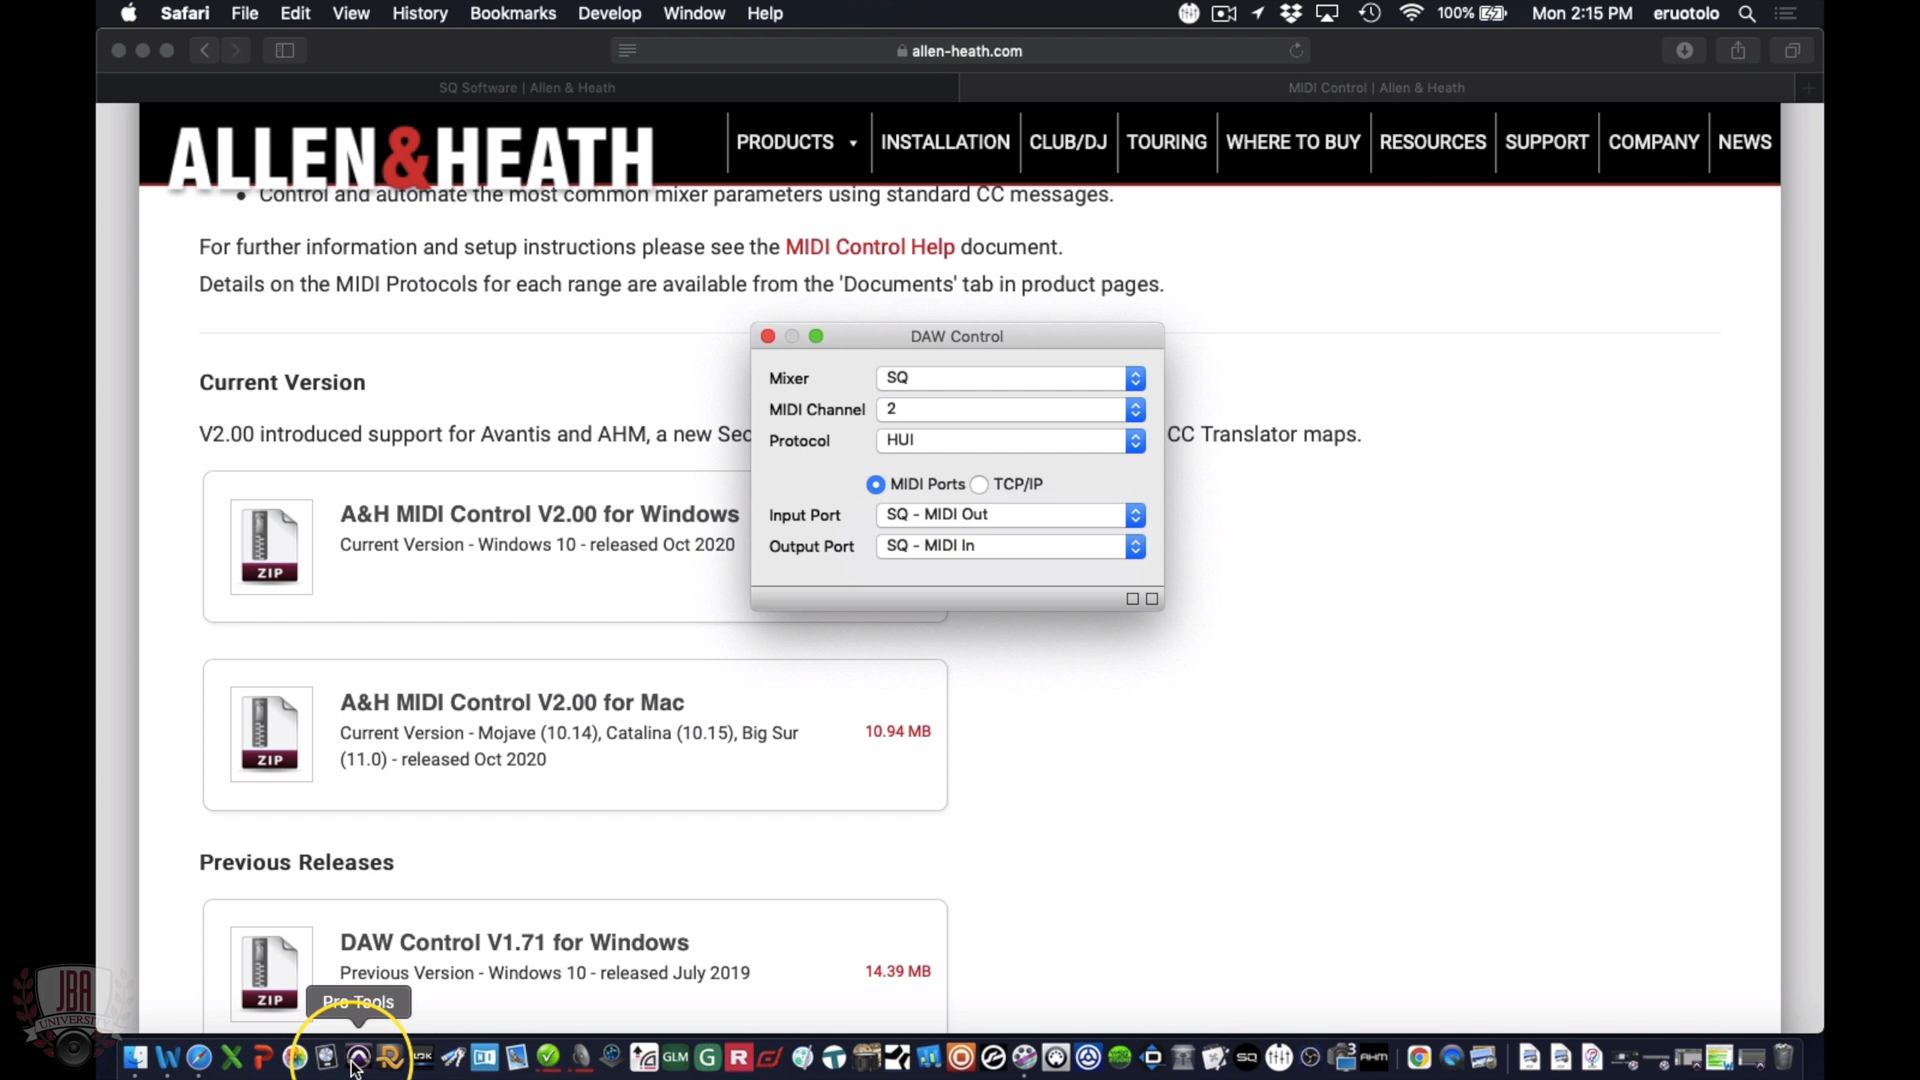 Safari File Edit View History Bookmarks Develop Window Help 100% Mon 2:15 PM eruotolo
allen-heath.com
SQ Software | Allen & Heath MIDI Control | Allen & Heath
ALLEN&HEATH PRODUCTS INSTALLATION CLUB/DJ TOURING WHERE TO BUY RESOURCES SUPPORT COMPANY NEWS
• Control and automate the most common mixer parameters using standard CC messages.
For further information and setup instructions please see the MIDI Control Help document.
Details on the MIDI Protocols for each range are available from the 'Documents' tab in product pages.
DAW Control
Mixer SQ
MIDI Channel 2
Protocol HUI
MIDI Ports TCP/IP
Input Port SQ - MIDI Out
Output Port SQ - MIDI In
Current Version
V2.00 introduced support for Avantis and AHM, a new Sec CC Translator maps.
ZIP
A&H MIDI Control V2.00 for Windows
Current Version - Windows 10 - released Oct 2020
ZIP
A&H MIDI Control V2.00 for Mac
Current Version - Mojave (10.14), Catalina (10.15), Big Sur
(11.0) - released Oct 2020
10.94 MB
Previous Releases
ZIP
DAW Control V1.71 for Windows
Previous Version - Windows 10 - released July 2019
14.39 MB
Pro Tools
JBA
UNIVERSITY
GLM
SQ
3
AHM